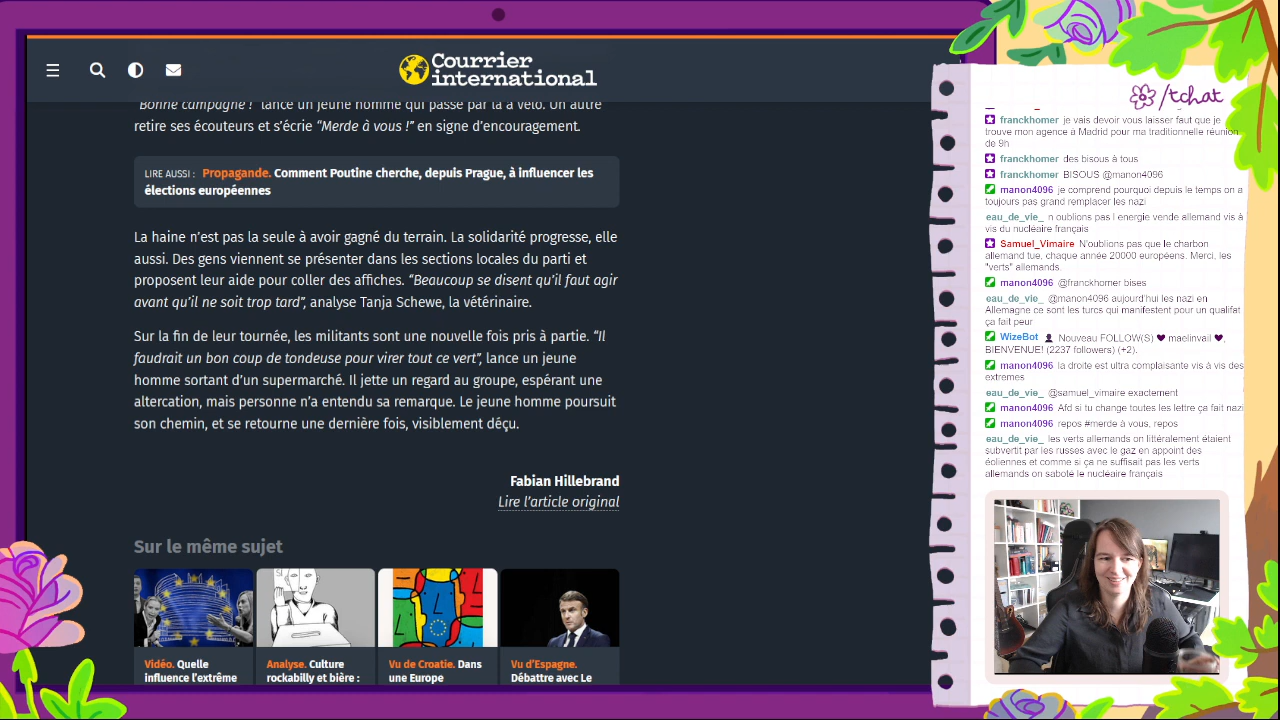 Courrier
international
"Bonne campagne !" lance un jeune homme qui passe par là à vélo. Un autre
retire ses écouteurs et s'écrie "Merde à vous !" en signe d'encouragement.
LIRE AUSSI : Propagande. Comment Poutine cherche, depuis Prague, à influencer les
élections européennes
La haine n'est pas la seule à avoir gagné du terrain. La solidarité progresse, elle
aussi. Des gens viennent se présenter dans les sections locales du parti et
proposent leur aide pour coller des affiches. "Beaucoup se disent qu'il faut agir
avant qu'il ne soit trop tard", analyse Tanja Schewe, la vétérinaire.
Sur la fin de leur journée, les militants sont une nouvelle fois pris à partie. "Il
faudrait un bon coup de tondeuse pour virer tout ce vert", lance un jeune
homme sortant d'un supermarché. Il jette un regard au groupe, espérant une
altercation, mais personne n'a entendu sa remarque. Le jeune homme poursuit
son chemin, et se retourne une dernière fois, visiblement déçu.
Fabian Hillebrand
Lire l'article original
Sur le même sujet
Vidéo. Quelle
influence l'extrême
Analyse. Culture
rockabilly et bière :
Vu de Croatie. Dans
une Europe
Vu d'Espagne.
Débattre avec Le
/tchat
franckhomer je vais devoir vous laisser faut que je
trouve mon agence à Madrid pour ma traditionnelle réunion
de 9h
franckhomer des bisous à tous
franckhomer BISOUS @manon4096
manon4096 je comprend pourquoi depuis le temps on a
toujours pas grand remplacer les nazi
eau_de_vie_ n oublions pas l energie vende allemand vis à
vis du nucléaire français
Samuel_Vimaire N'oublions pas que le charbon
allemand tue, chaque année 20000 européens. Merci, les
"verts" allemands.
manon4096 @franckhomer bises
eau_de_vie_ @manon4096 aujourd'hui les nazi en
Allemagne ce sont les turcs qui manifestent pour un qualifat
ça fait peur
WizeBot Nouveau FOLLOW(S) maelinvail ,
BIENVENUE! (2237 followers) (+2).
manon4096 la droite est ultra complaisante vis à vis des
extremes
eau_de_vie_ @samuel_vimaire exactement
manon4096 Afd si tu change toutes les lettre ça fait nazi
manon4096 repos #merde à vous, repos
eau_de_vie_ les verts allemands on littéralement étaient
subvertit par les russes avec le gaz en appoint des
éoliennes et comme si ça ne suffisait pas les verts
allemands on saboté le nucléaire français